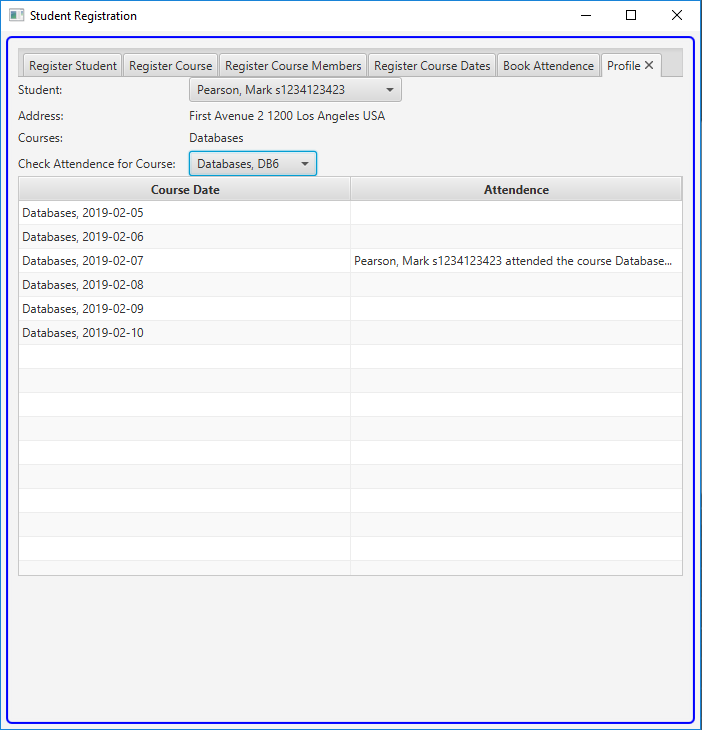 Student Registration
Register Student Register Course Register Course Members Register Course Dates Book Attendence Profile
Student: Pearson, Mark s1234123423
Address: First Avenue 2 1200 Los Angeles USA
Courses: Databases
Check Attendence for Course: Databases, DB6
Course Date Attendence
Databases, 2019-02-05
Databases, 2019-02-06
Databases, 2019-02-07 Pearson, Mark s1234123423 attended the course Database...
Databases, 2019-02-08
Databases, 2019-02-09
Databases, 2019-02-10